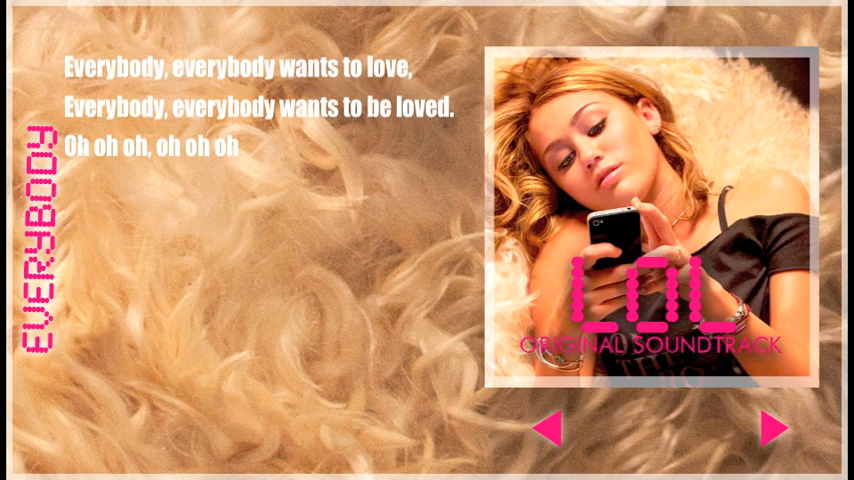 Everybody, everybody wants to love,
Everybody, everybody wants to be loved.
Oh oh oh, oh oh oh
EVERYBODY
LOL
ORIGINAL SOUNDTRACK